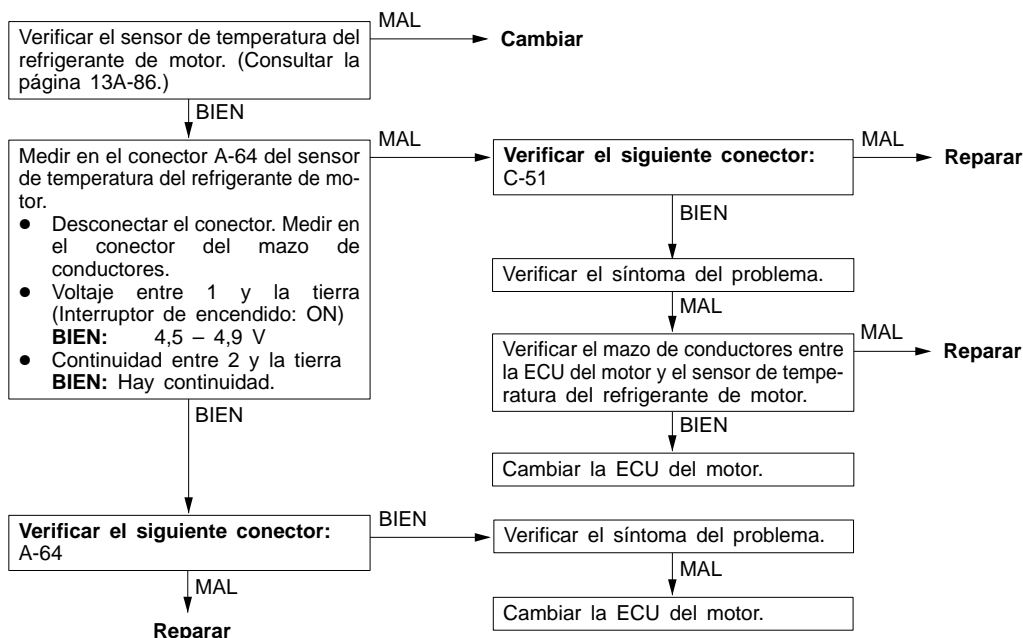 Verificar el sensor de temperatura del
refrigerante de motor. (Consultar la
página 13A-86.)
MAL
Cambiar
BIEN
Medir en el conector A-64 del sensor
de temperatura del refrigerante de mo-
tor.
● Desconectar el conector. Medir en
el conector del mazo de
conductores.
● Voltaje entre 1 y la tierra
(Interruptor de encendido: ON)
BIEN: 4,5 – 4,9 V
● Continuidad entre 2 y la tierra
BIEN: Hay continuidad.
MAL
Verificar el siguiente conector:
C-51
MAL
Reparar
BIEN
Verificar el síntoma del problema.
MAL
Verificar el mazo de conductores entre
la ECU del motor y el sensor de tempe-
ratura del refrigerante de motor.
MAL
Reparar
BIEN
Cambiar la ECU del motor.
BIEN
Verificar el siguiente conector:
A-64
BIEN
Verificar el síntoma del problema.
MAL
Cambiar la ECU del motor.
MAL
Reparar